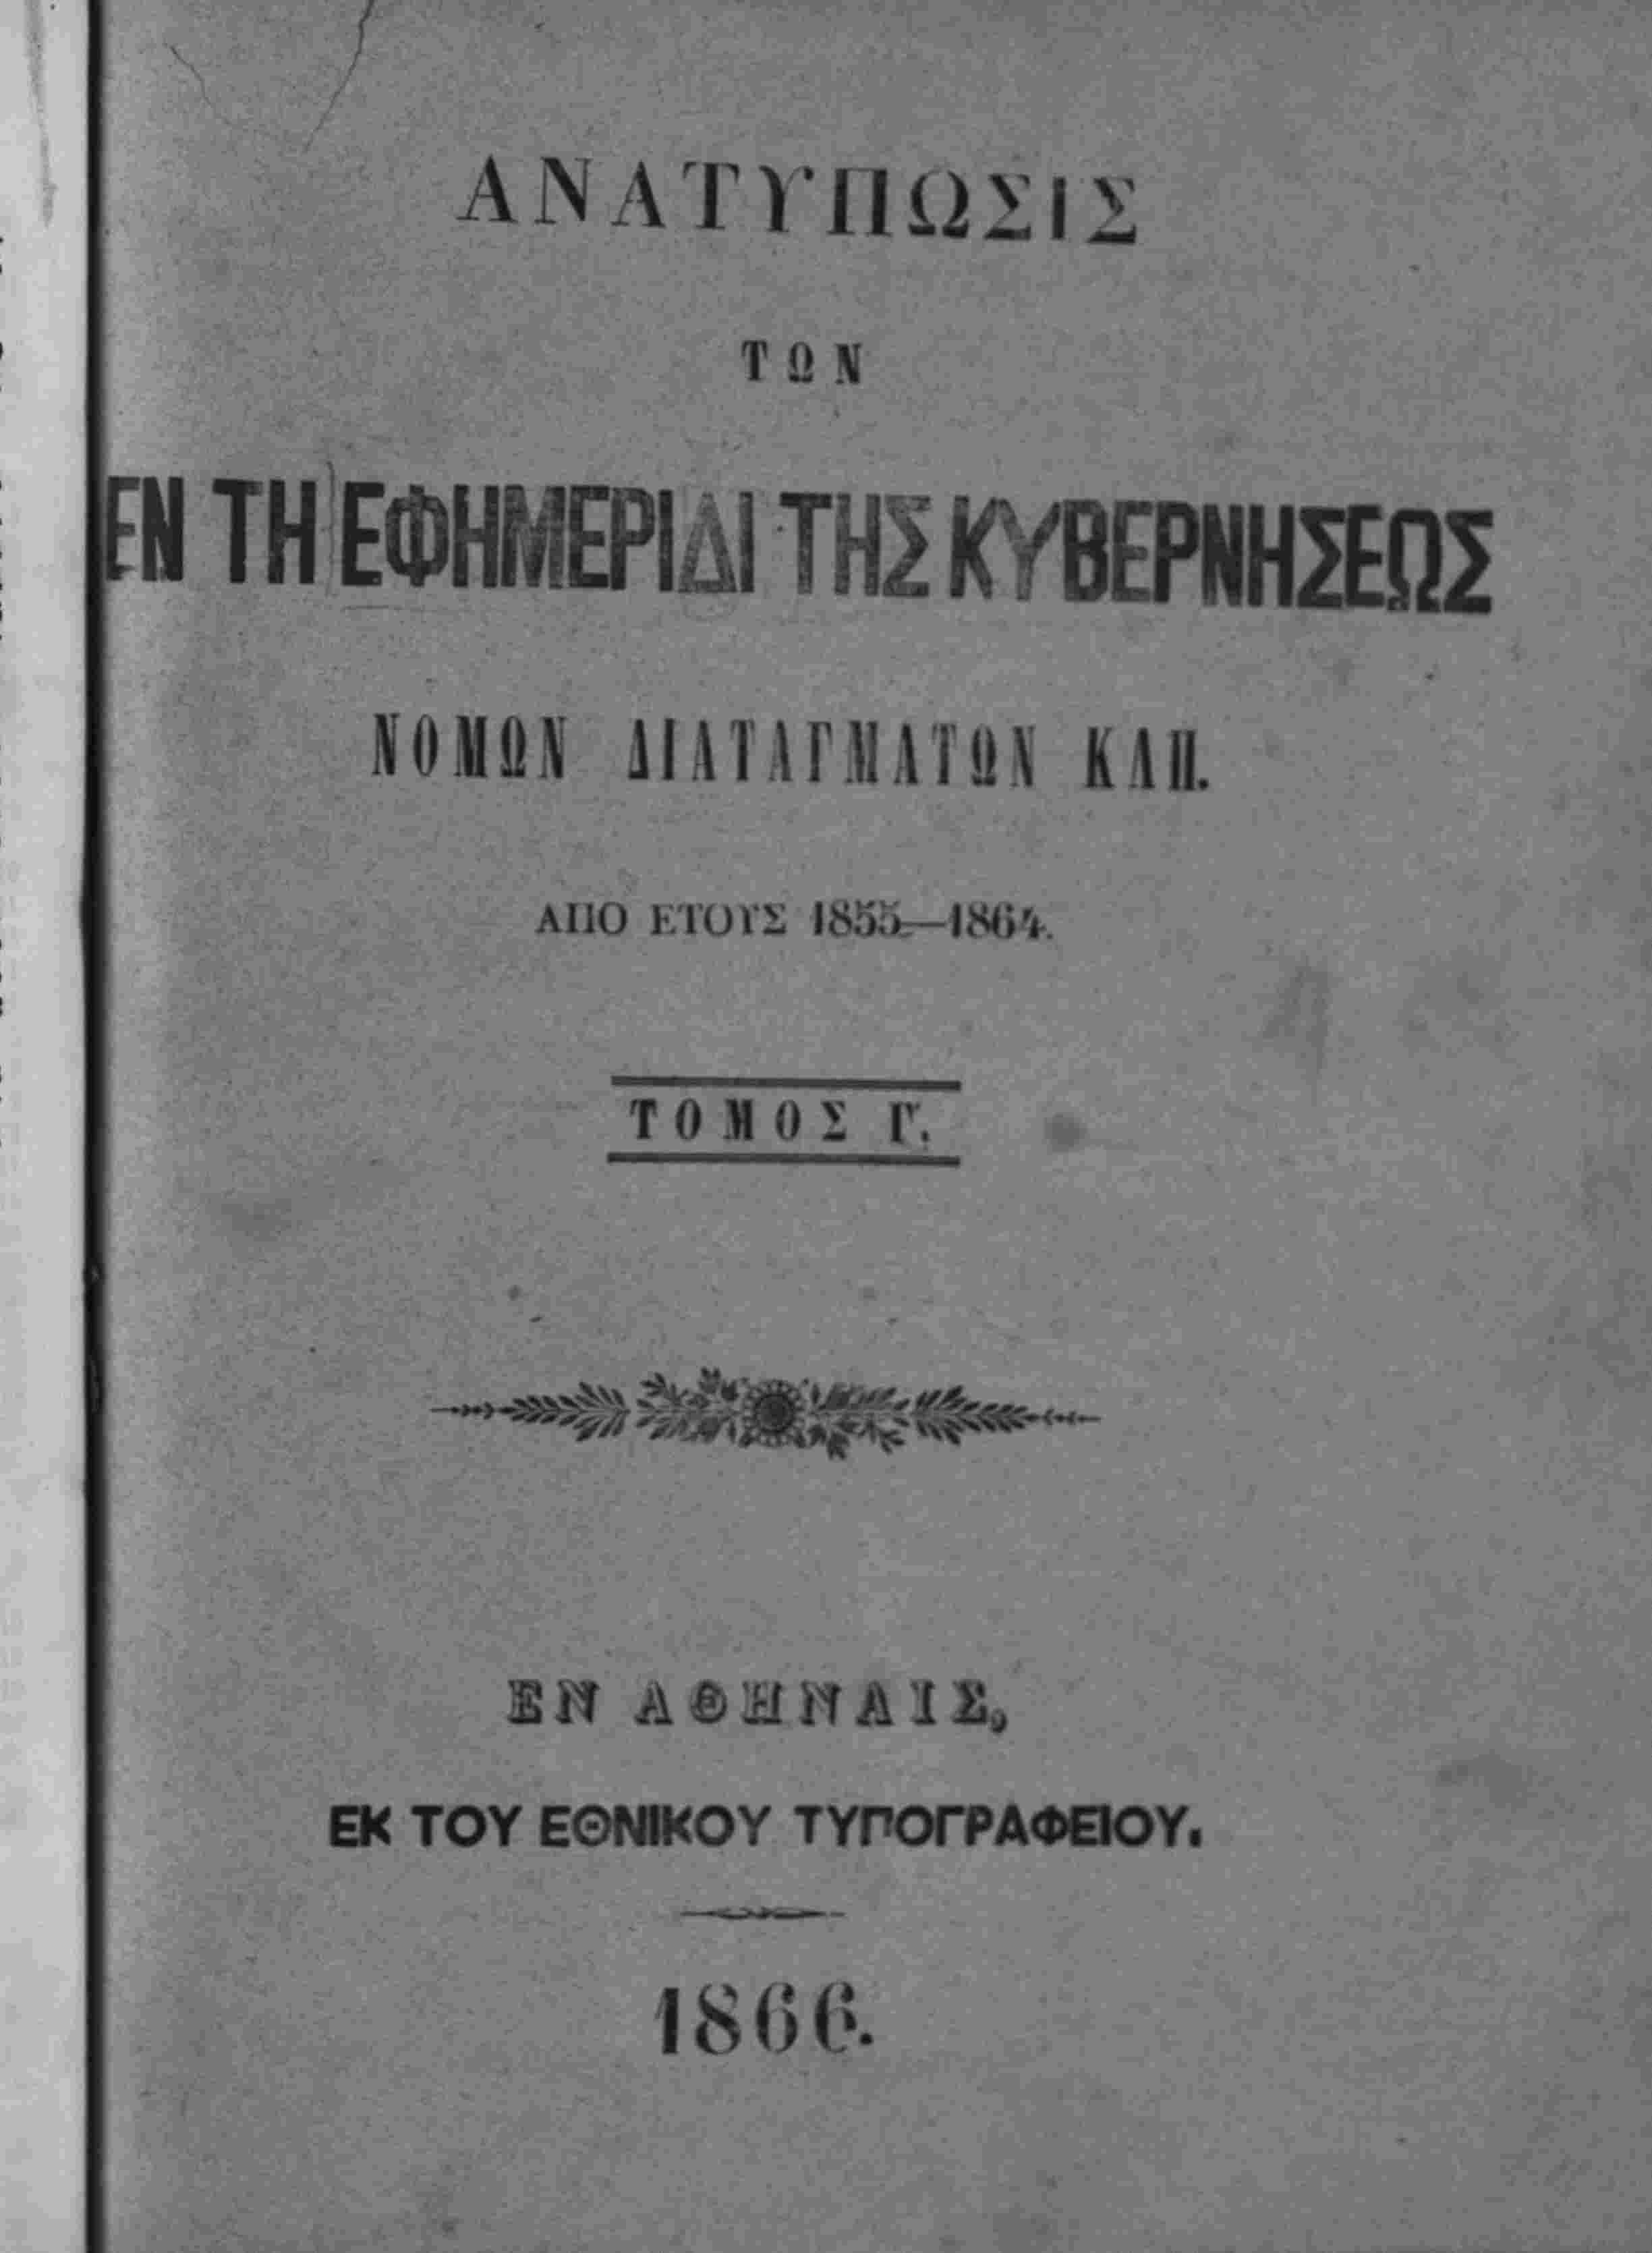 ΑΝΑΤΥΠΩΣΙΣ
ΤΩΝ
ΕΝ ΤΗ ΕΦΗΜΕΡΙΔΙ ΤΗΣ ΚΥΒΕΡΝΗΣΕΩΣ
ΝΟΜΩΝ ΔΙΑΤΑΓΜΑΤΩΝ ΚΛΠ.
ΑΠΟ ΕΤΟΥΣ 1855—1864.
ΤΟΜΟΣ Γ'.
ΕΝ ΑΘΗΝΑΙΣ,
ΕΚ ΤΟΥ ΕΘΝΙΚΟΥ ΤΥΠΟΓΡΑΦΕΙΟΥ.
1866.